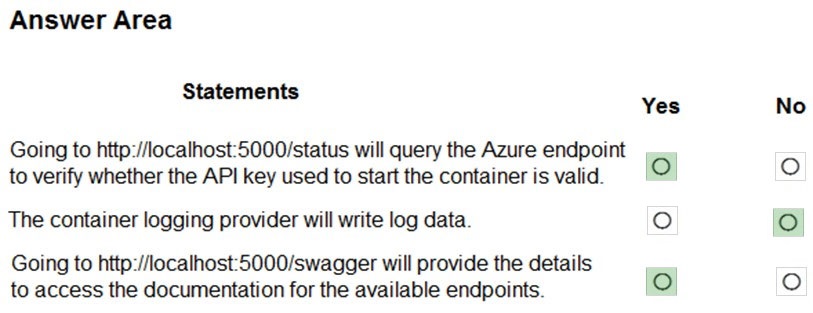 Answer Area
Statements
Yes No
Going to http://localhost:5000/status will query the Azure endpoint
to verify whether the API key used to start the container is valid.
The container logging provider will write log data.
Going to http://localhost:5000/swagger will provide the details
to access the documentation for the available endpoints.